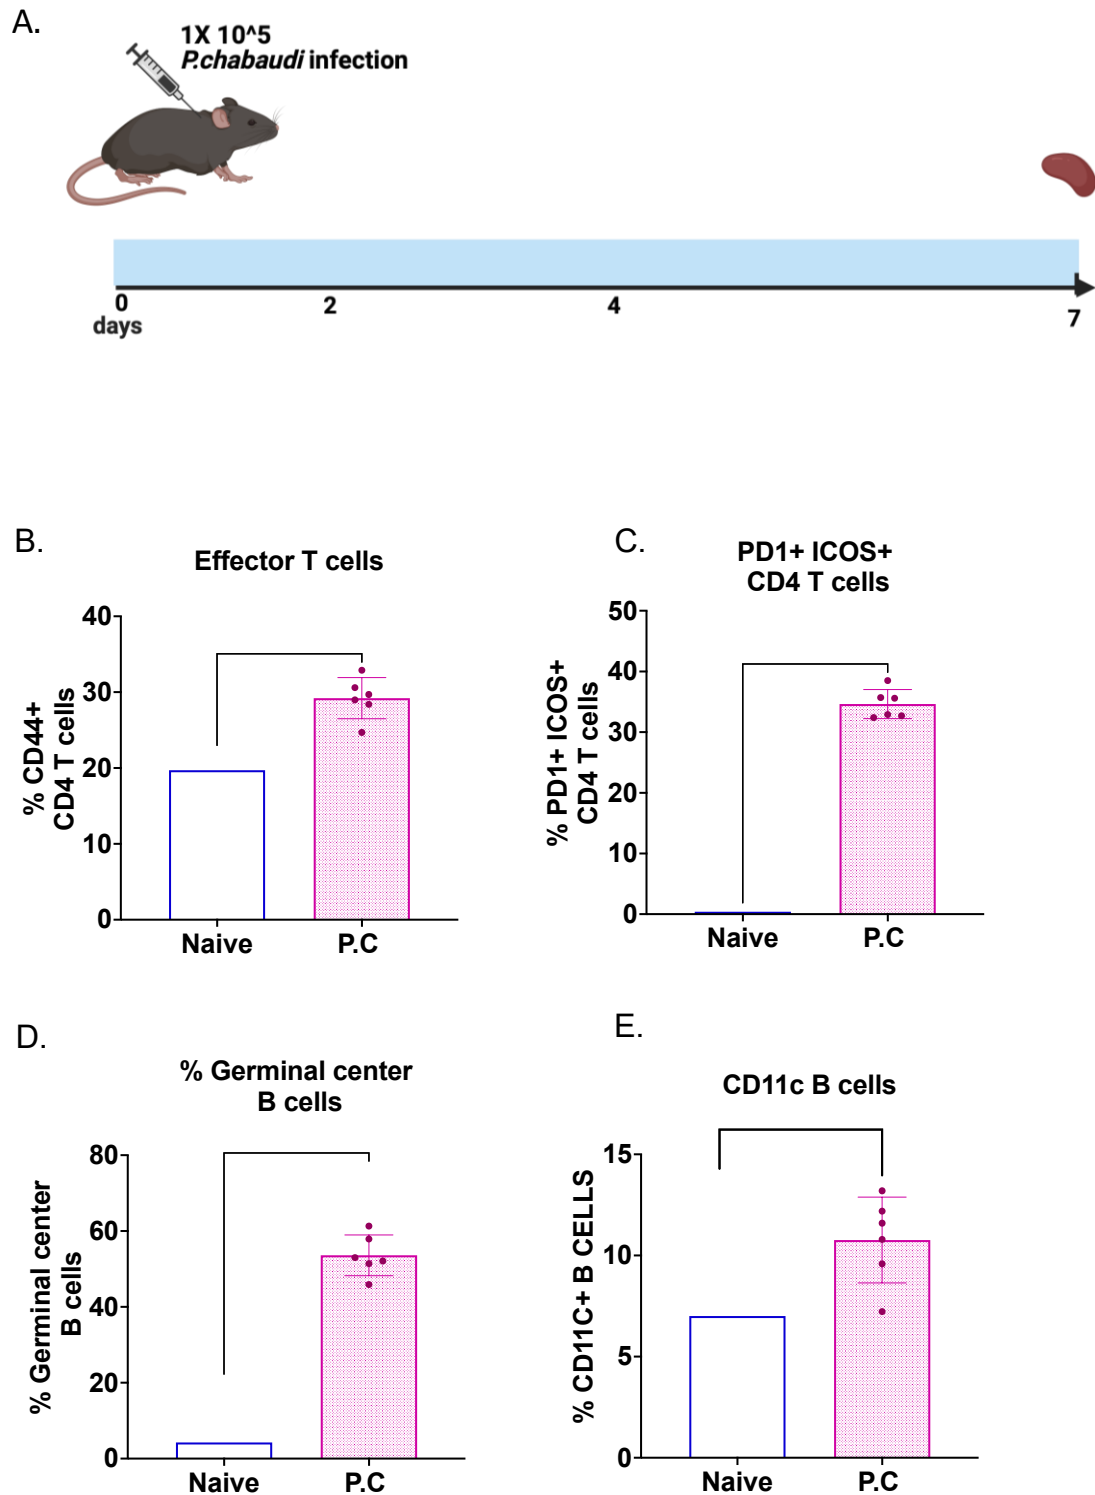 A.
1X 10^5
P.chabaudi infection
0
2
4
7
days
B.
Effector T cells
% CD44+
CD4 T cells
40
30
20
10
0
Naive
P.C
C.
PD1+ ICOS+
CD4 T cells
% PD1+ ICOS+
CD4 T cells
50
40
30
20
10
0
Naive
P.C
D.
% Germinal center
B cells
% Germinal center
B cells
80
60
40
20
0
Naive
P.C
E.
CD11c B cells
% CD11C+ B CELLS
15
10
5
0
Naive
P.C